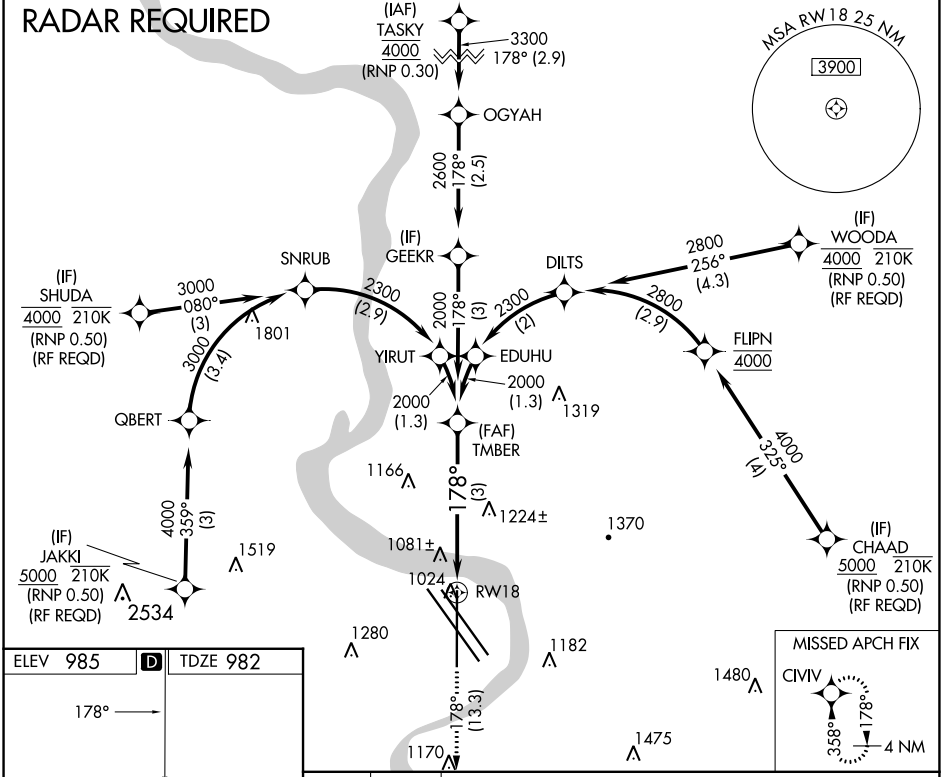 RADAR REQUIRED
(IAF)
TASKY
4000
(RNP 0.30)
3300
178° (2.9)
MSA RW18 25 NM
3900
OGYAH
2600
178°
(2.5)
(IF)
GEEKR
2000
178°
(3)
(IF)
WOODA
4000 210K
(RNP 0.50)
(RF REQD)
2800
256°
(4.3)
SNRUB
DILTS
(IF)
SHUDA
4000 210K
(RNP 0.50)
(RF REQD)
3000
080°
(3)
1801
2300
(2.9)
2300
(2)
2800
(2.9)
3000
(3.4)
YIRUT
EDUHU
FLIPN
4000
2000
(1.3)
2000
(1.3)
1319
QBERT
(FAF)
TMBER
4000
325°
(4)
1166
178°
(3)
1224±
4000
359°
(3)
1370
(IF)
JAKKI
5000 210K
(RNP 0.50)
(RF REQD)
1519
2534
1081±
1024
RW18
(IF)
CHAAD
5000 210K
(RNP 0.50)
(RF REQD)
1280
1182
1480
1475
1170
178°
(13.3)
ELEV 985
D
TDZE 982
178°
MISSED APCH FIX
CIVIV
358°
178°
4 NM